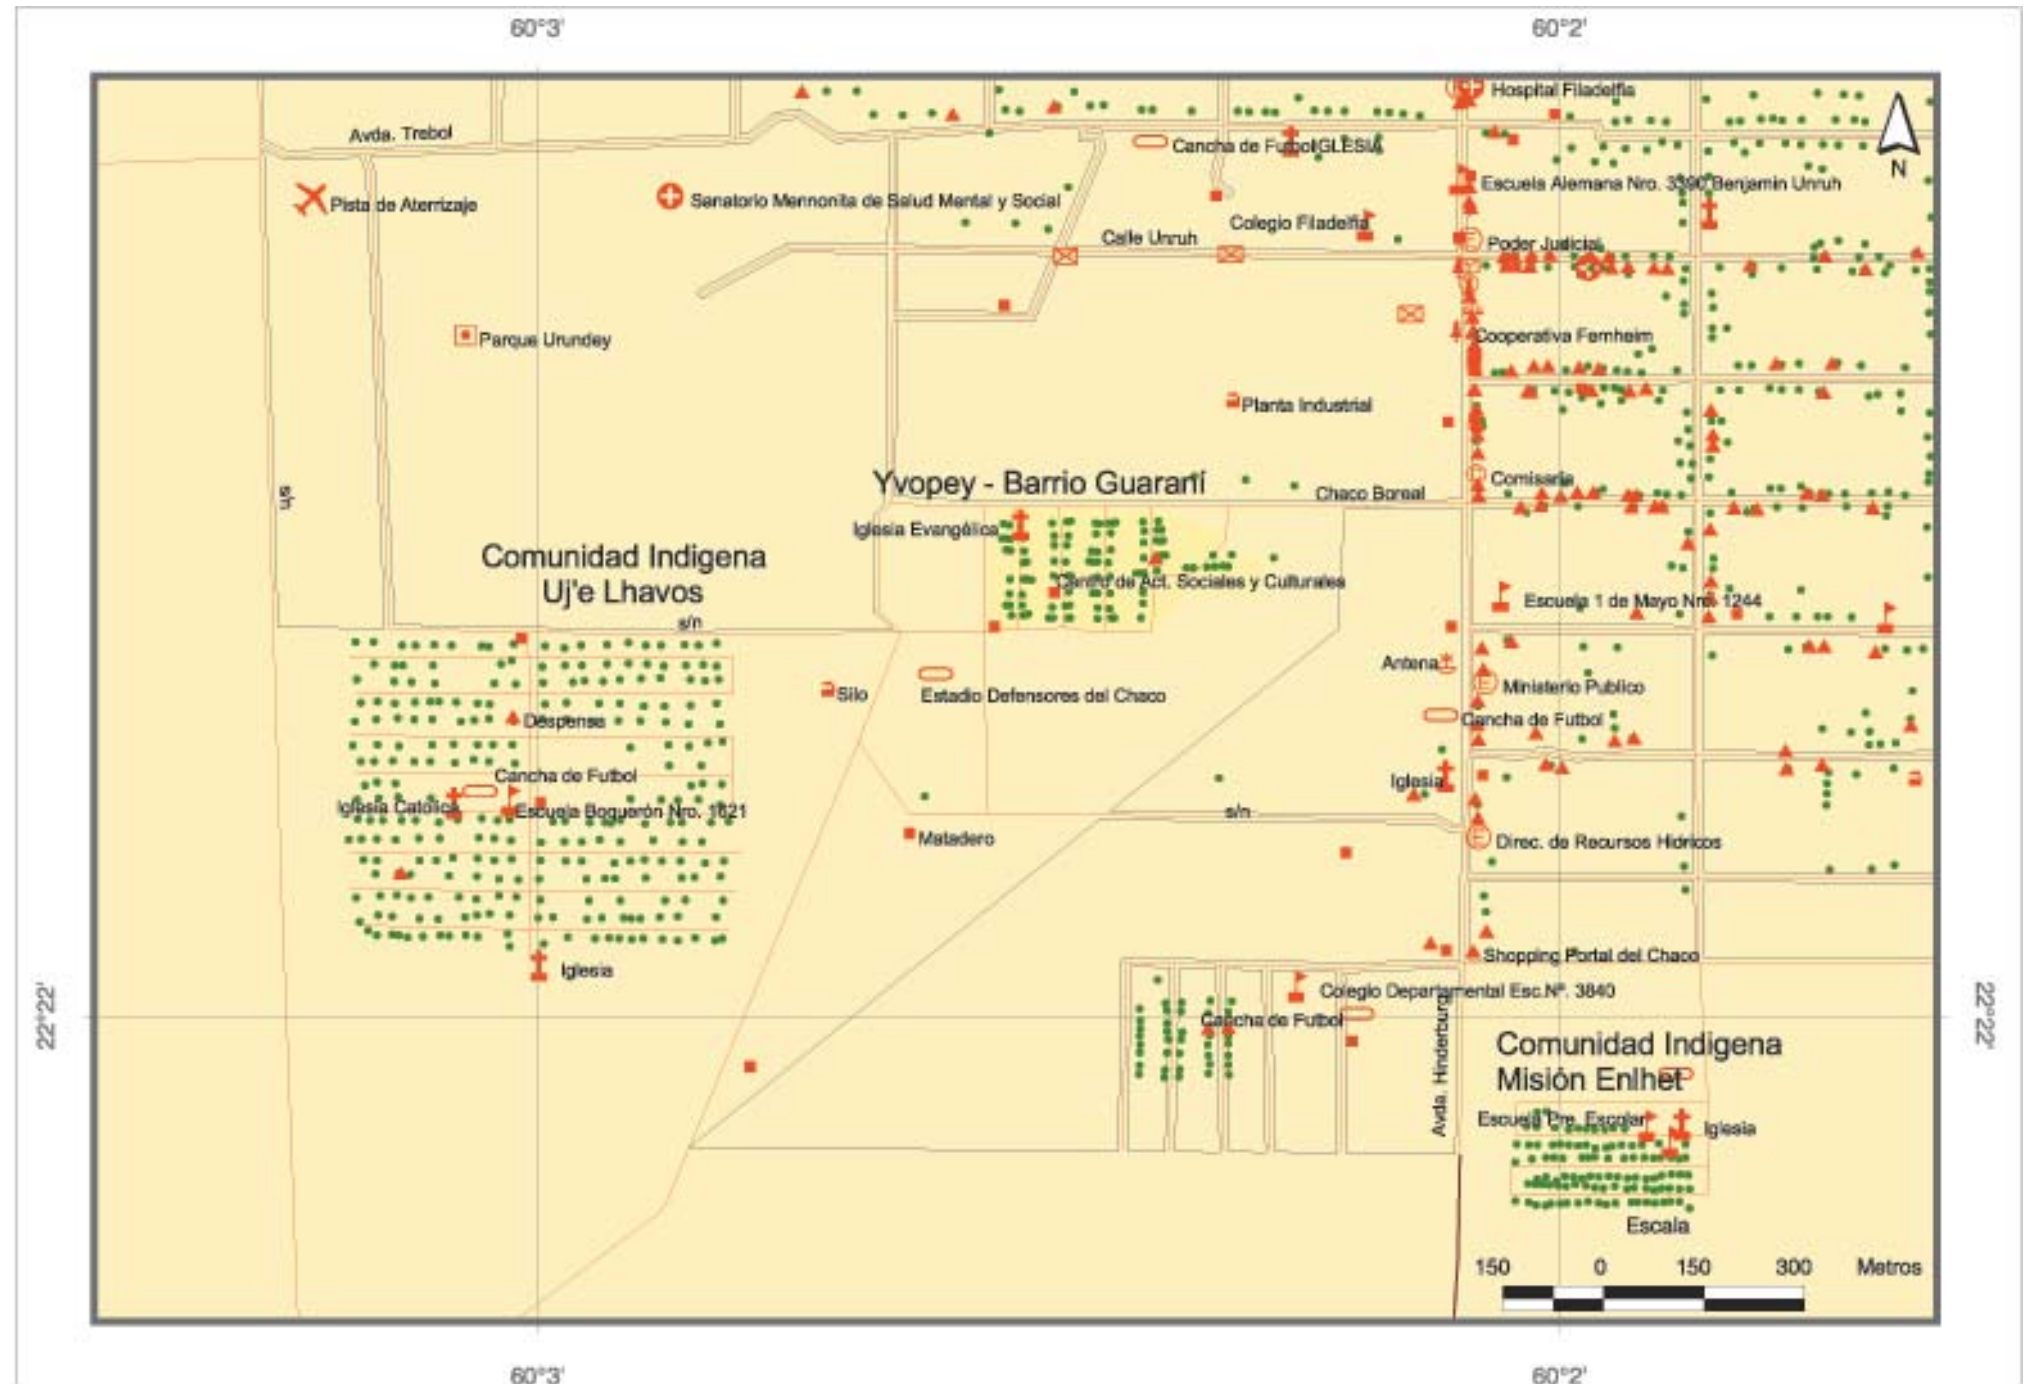 60°3' 60°2'
Hospital Filadelfia
Avda. Trebol
Cancha de Futbol IGLESIA
N
Escuela Alemana Nro. 3390 Benjamin Unruh
Pista de Aterrizaje
Sanatorio Mennonita de Salud Mental y Social
Colegio Filadelfia
Calle Unruh
Poder Judicial
Parque Urundey
Cooperativa Fernheim
Planta Industrial
Comisaría
Yvopey - Barrio Guaraní
Chaco Boreal
s/n
Iglesia Evangélica
Comunidad Indigena
Uj'e Lhavos
Centro de Act. Sociales y Culturales
Escuela 1 de Mayo Nro. 1244
s/n
Antena
Ministerio Publico
Silo
Estadio Defensores del Chaco
Despensa
Cancha de Futbol
Cancha de Futbol
Iglesia
Iglesia Catolica
Escuela Boquerón Nro. 1621
s/n
Matadero
Direc. de Recursos Hidricos
Shopping Portal del Chaco
Iglesia
Colegio Departamental Esc.Nº. 3840
22°22' 22°22'
Cancha de Futbol
Avda. Hinderburg
Comunidad Indigena
Misión Enlhet
Escuela Pre. Escolar
Iglesia
Escala
150 0 150 300 Metros
60°3' 60°2'